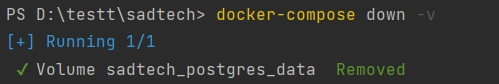 PS D:\testt\sadtech> docker-compose down -v
[+] Running 1/1
✓ Volume sadtech_postgres_data  Removed